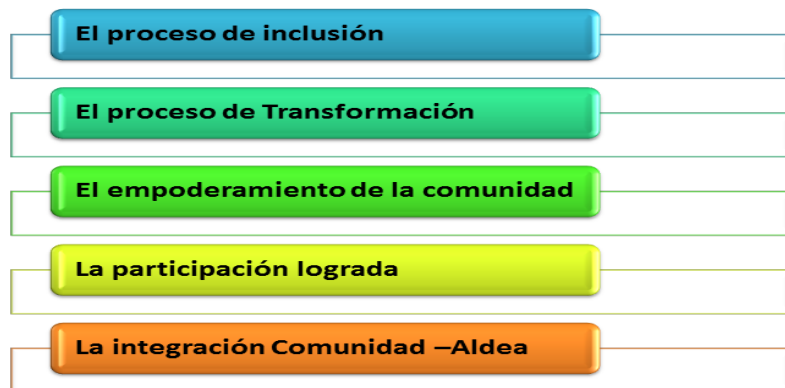 El proceso de inclusión
El proceso de Transformación
El empoderamiento de la comunidad
La participación lograda
La integración Comunidad –Aldea